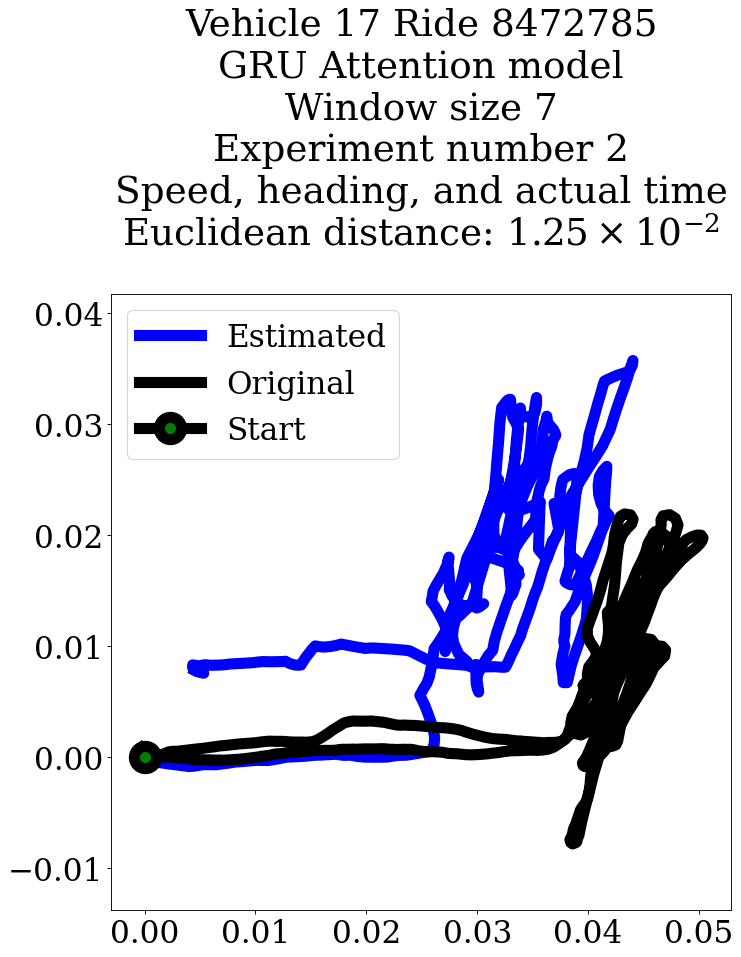 Vehicle 17 Ride 8472785
GRU Attention model
Window size 7
Experiment number 2
Speed, heading, and actual time
Euclidean distance: 1.25 × 10⁻²
Estimated
Original
Start
0.04
0.03
0.02
0.01
0.00
−0.01
0.00 0.01 0.02 0.03 0.04 0.05